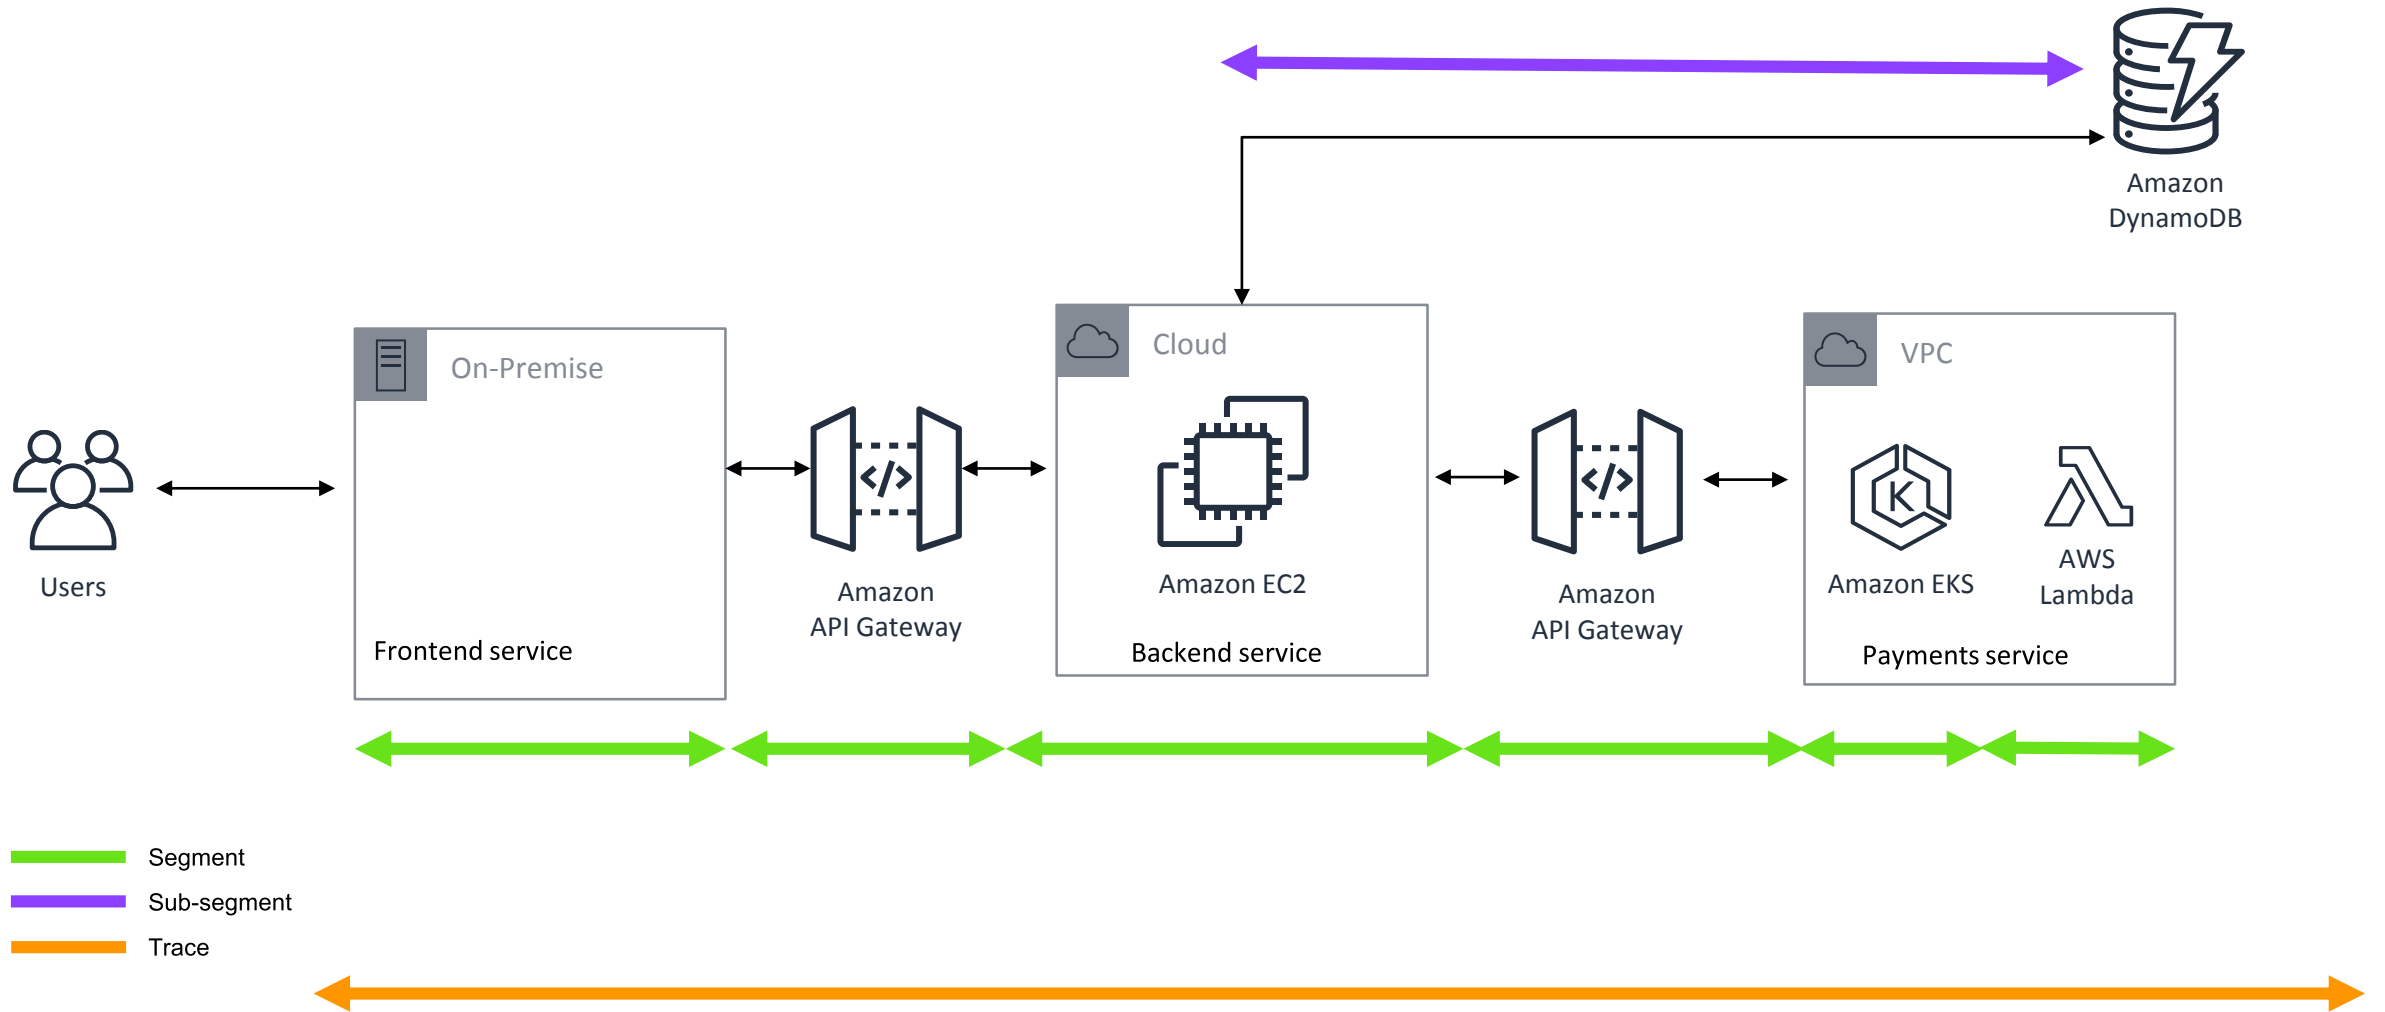 Amazon
DynamoDB
On-Premise
Cloud
VPC
</>
</>
K
Users
Amazon
API Gateway
Amazon EC2
Amazon
API Gateway
Amazon EKS
AWS
Lambda
Frontend service
Backend service
Payments service
Segment
Sub-segment
Trace